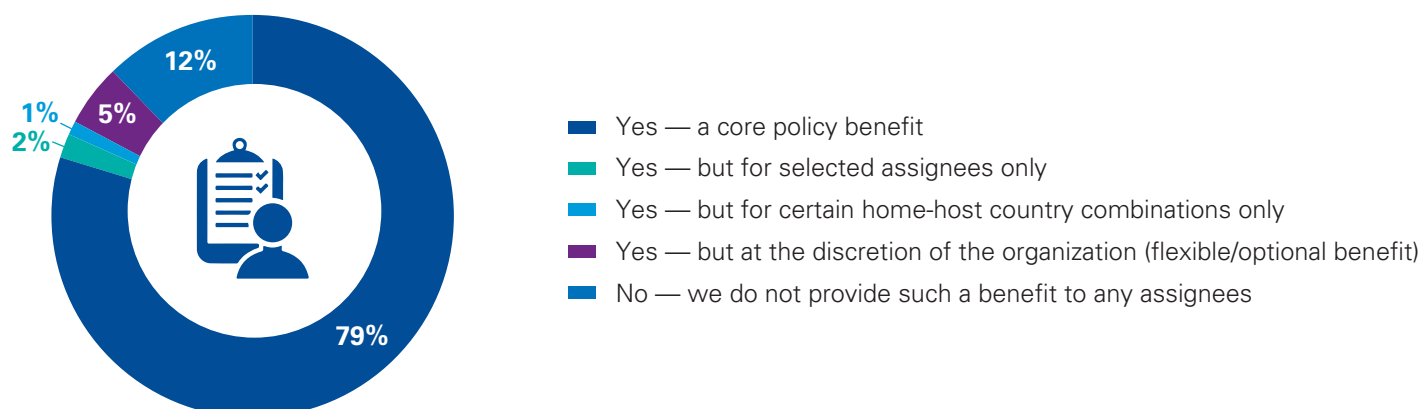 12%
5%
1%
2%
79%
Yes — a core policy benefit
Yes — but for selected assignees only
Yes — but for certain home-host country combinations only
Yes — but at the discretion of the organization (flexible/optional benefit)
No — we do not provide such a benefit to any assignees